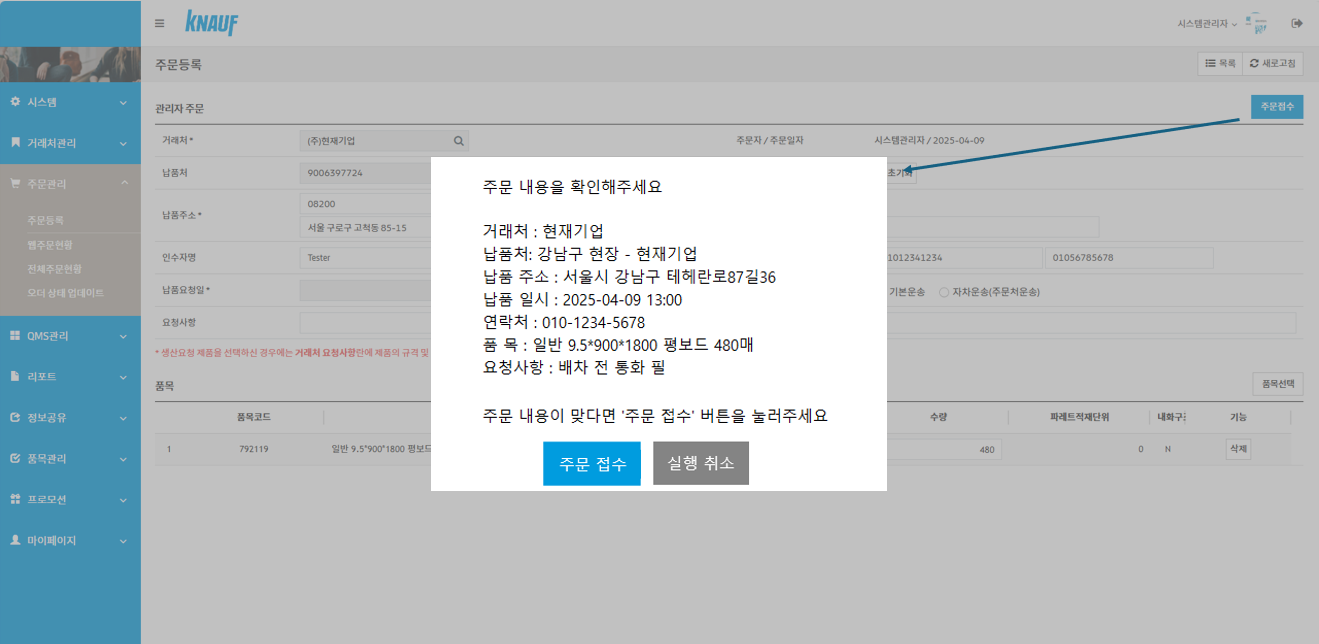 KNAUF
시스템관리자
주문등록
목록
새로고침
시스템
거래처관리
주문관리
주문등록
웹주문현황
전체주문현황
오더 상태 업데이트
QMS관리
리포트
정보공유
품목관리
프로모션
마이페이지
관리자 주문
주문접수
거래처 *
(주)현재기업
주문자 / 주문일자
시스템관리자 / 2025-04-09
납품처
9006397724
초기화
납품주소 *
08200
서울 구로구 고척동 85-15
인수자명
Tester
1012341234
01056785678
납품요청일 *
기본운송
자차운송(주문처운송)
요청사항
* 생산요청 제품을 선택하신 경우에는 거래처 요청사항란에 제품의 규격 및
품목
품목선택
품목코드
수량
파레트적재단위
내화구조
기능
1
792119
일반 9.5*900*1800 평보드
480
0
N
삭제
주문 내용을 확인해주세요
거래처 : 현재기업
납품처: 강남구 현장 - 현재기업
납품 주소 : 서울시 강남구 테헤란로87길36
납품 일시 : 2025-04-09 13:00
연락처 : 010-1234-5678
품 목 : 일반 9.5*900*1800 평보드 480매
요청사항 : 배차 전 통화 필
주문 내용이 맞다면 '주문 접수' 버튼을 눌러주세요
주문 접수
실행 취소